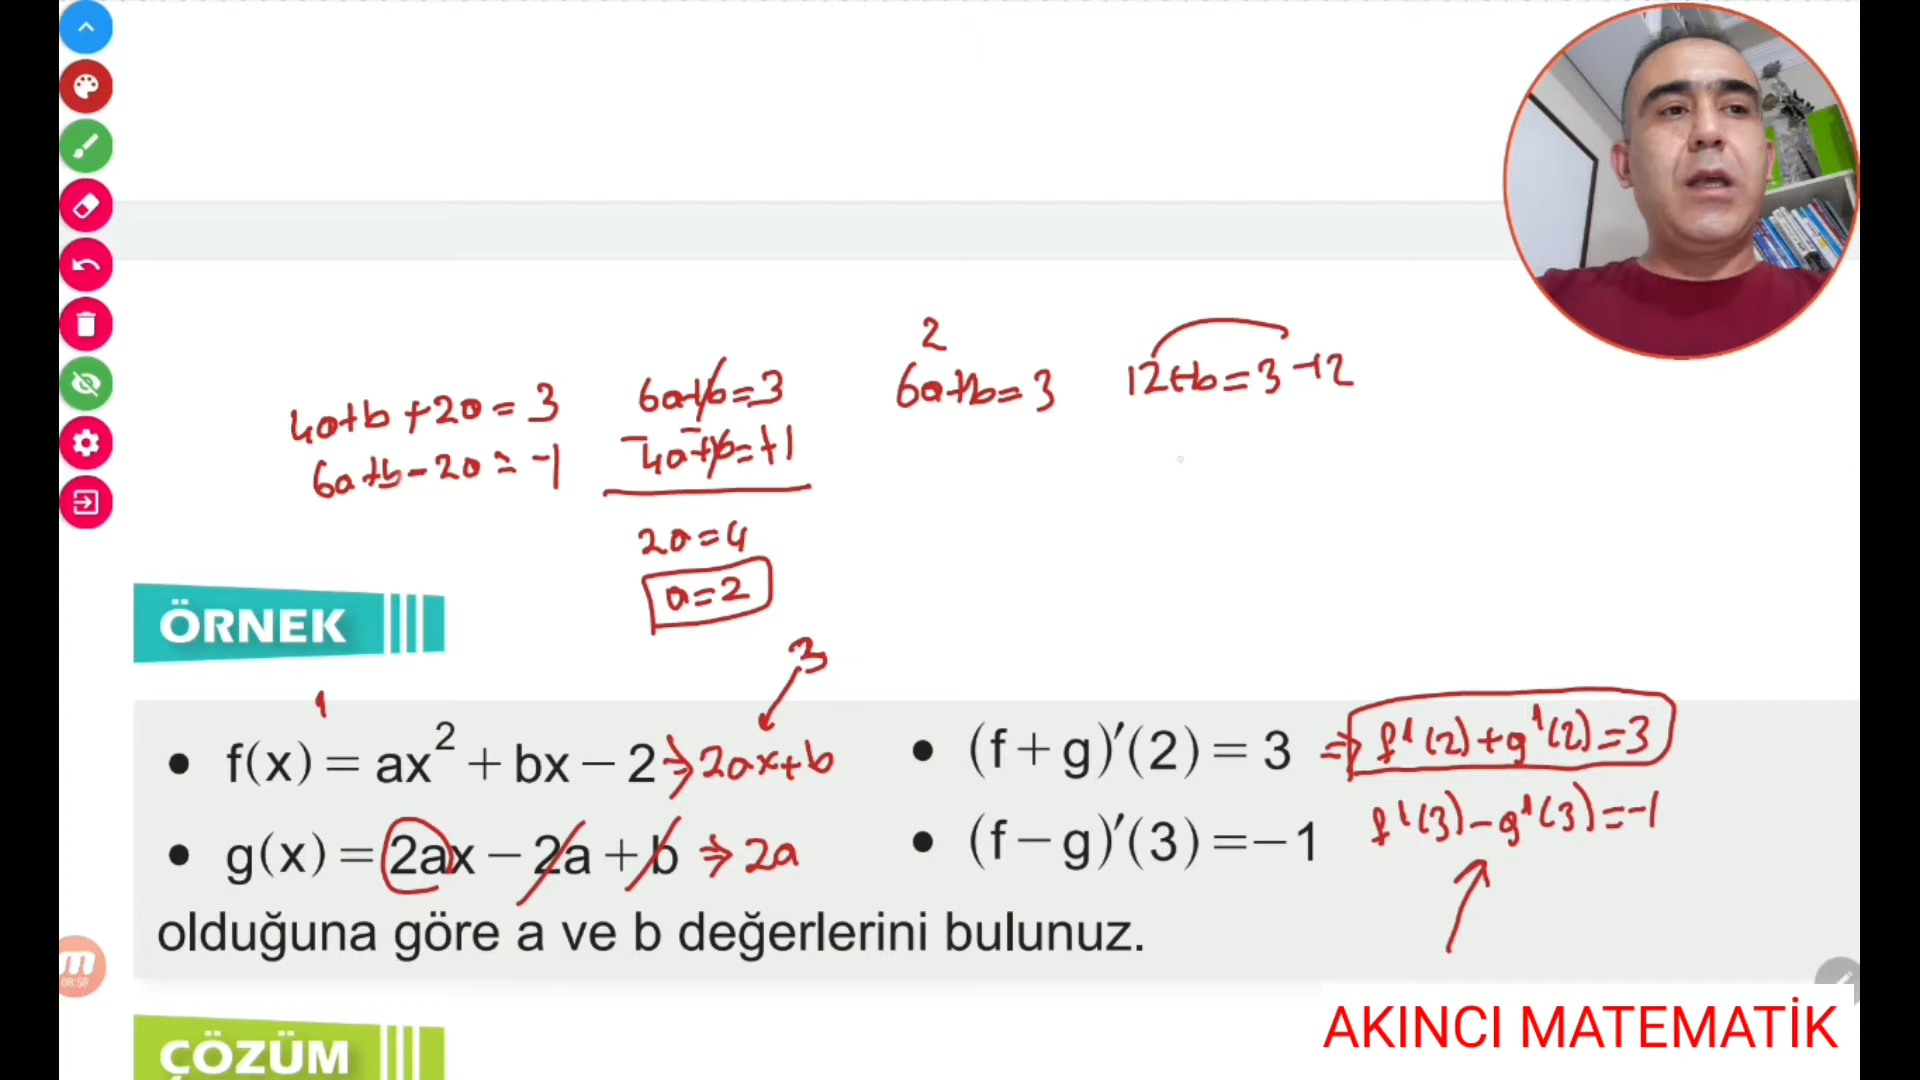 2
4a+b+2a=3 6a+b=3 6a+b=3 12+b=3-12
6a+b-2a=-1 -4a+b=+1
2a=4
a=2
ÖRNEK
3
1
• f(x) = ax² + bx − 2 ⇒ 2ax+b • (f + g)′(2) = 3 ⇒ f'(2)+g'(2)=3
• g(x) = 2ax − 2a + b ⇒ 2a • (f − g)′(3) = −1 f'(3)-g'(3)=-1
olduğuna göre a ve b değerlerini bulunuz.
08:58
AKINCI MATEMATİK
ÇÖZÜM